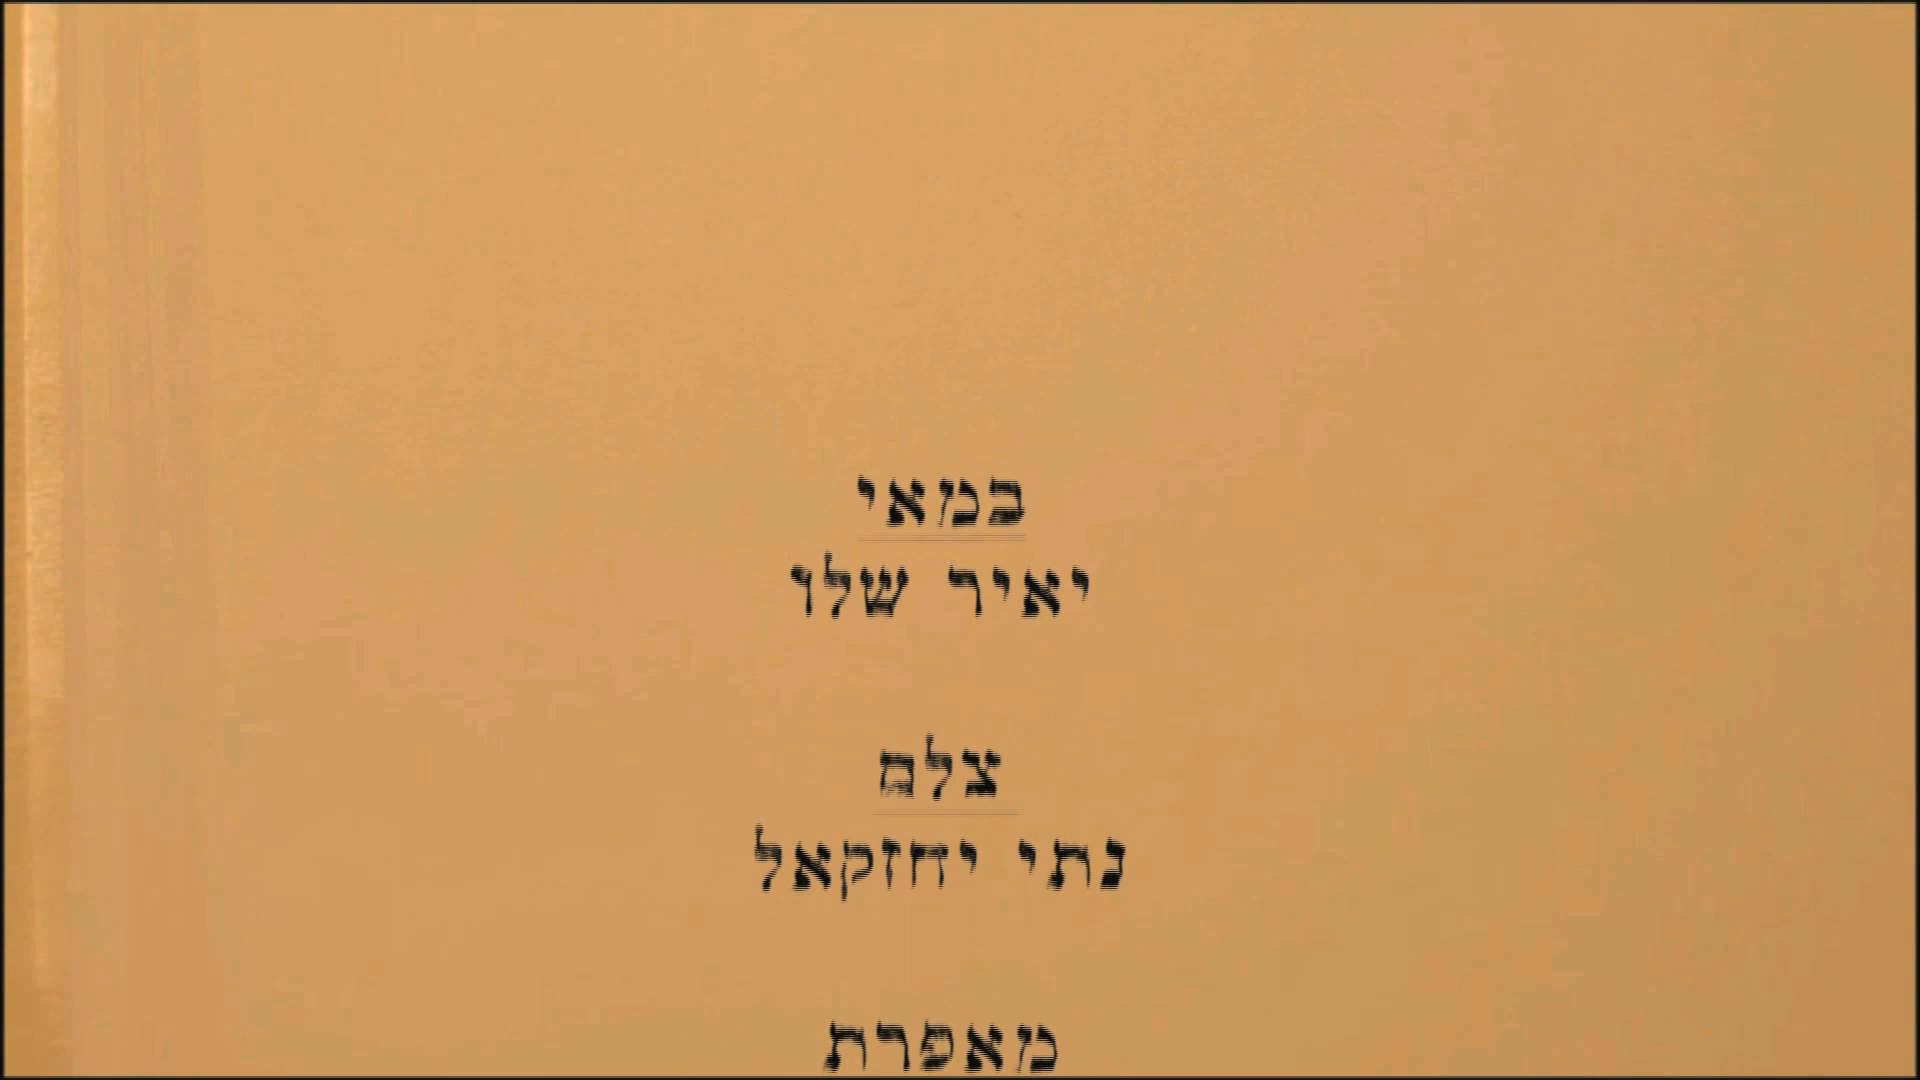 במאי
יאיר שלו
צלם
נתי יחזקאל
מאפרת